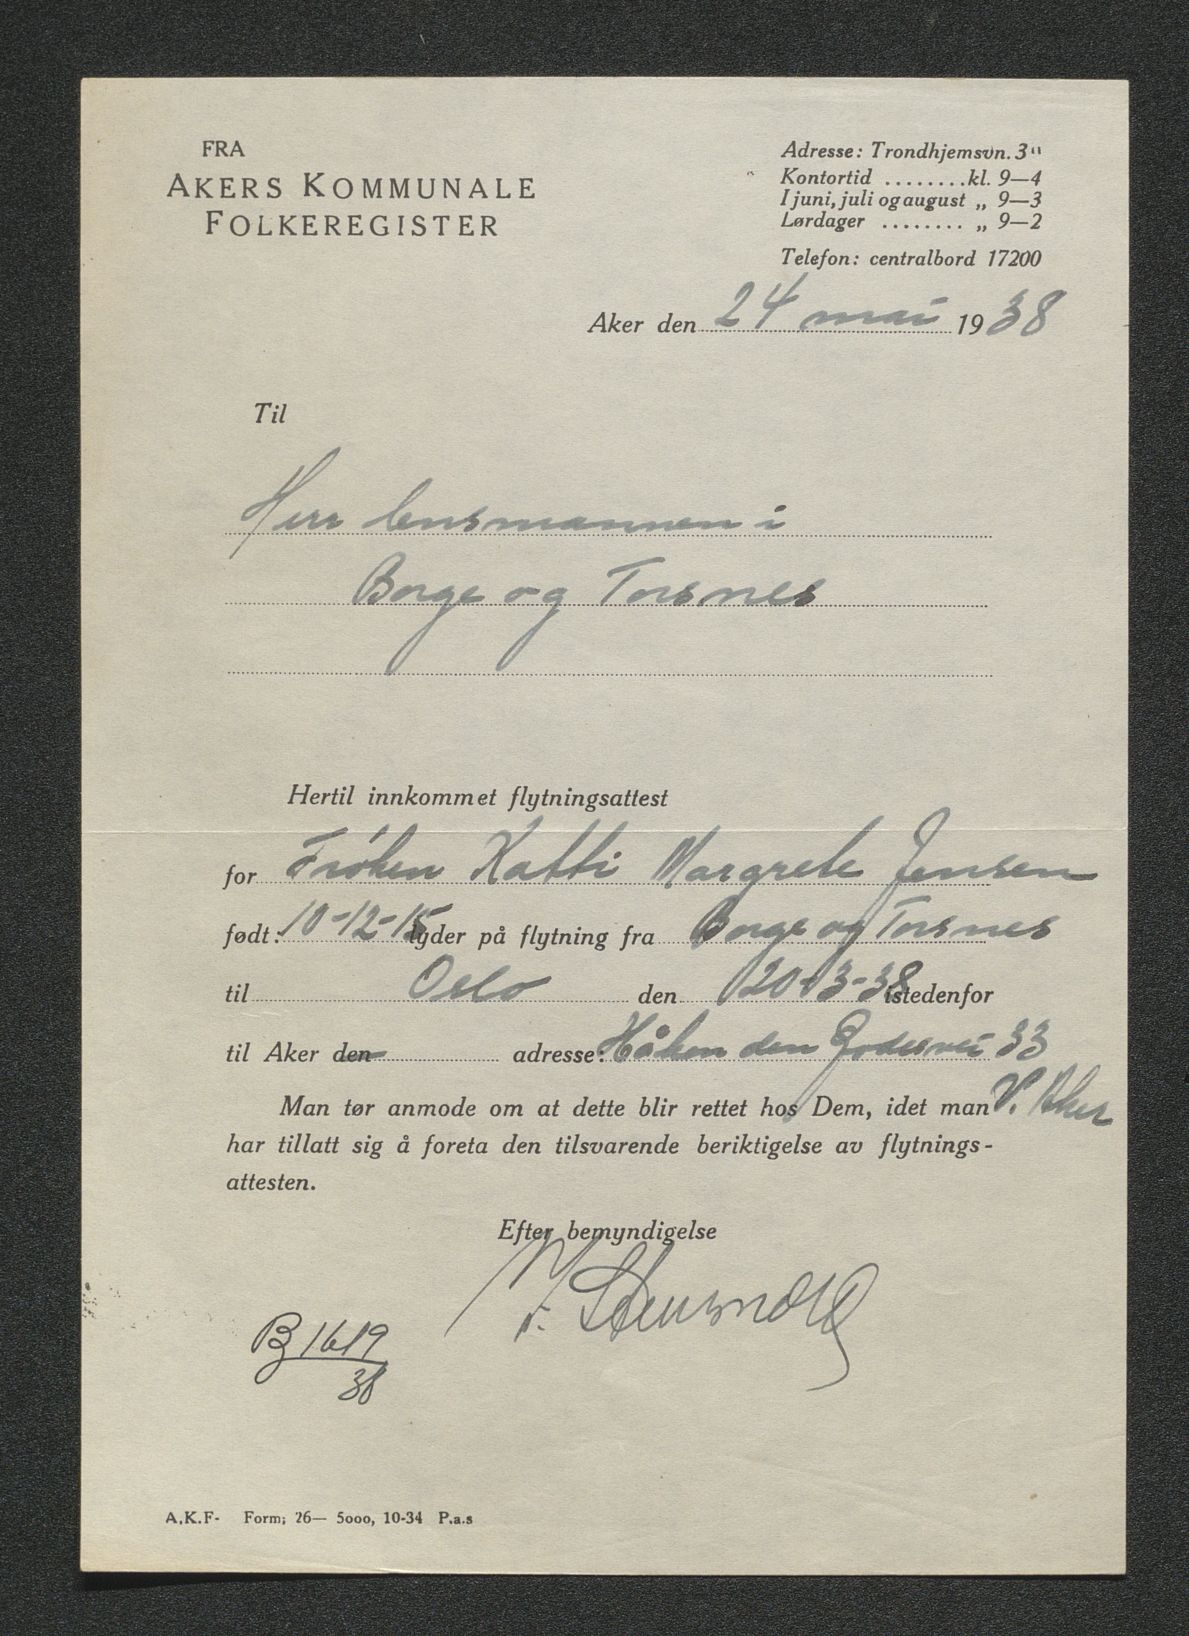 FRA
AKERS KOMMUNALE
FOLKEREGISTER
Adresse: Trondhjemsvn. 3"
Kontortid ........kl. 9—4
I juni, juli og august „ 9—3
Lørdager ........ „ 9—2
Telefon: centralbord 17200
Aker den 24 mai 1938
Til
Herr lensmannen i
Borge og Torsnes
Hertil innkommet flytningsattest
for Frøken Katti Margrete Jensen
født: 10-12-15 lyder på flytning fra Borge og Torsnes
til Oslo den 20-3-38 istedenfor
til Aker den adresse: Håkon den Godesvei 33
V. Aker
Man tør anmode om at dette blir rettet hos Dem, idet man
har tillatt sig å foreta den tilsvarende beriktigelse av flytnings-
attesten.
Efter bemyndigelse
B 1619
38
A.K.F- Form; 26— 5ooo, 10-34 P.a.s